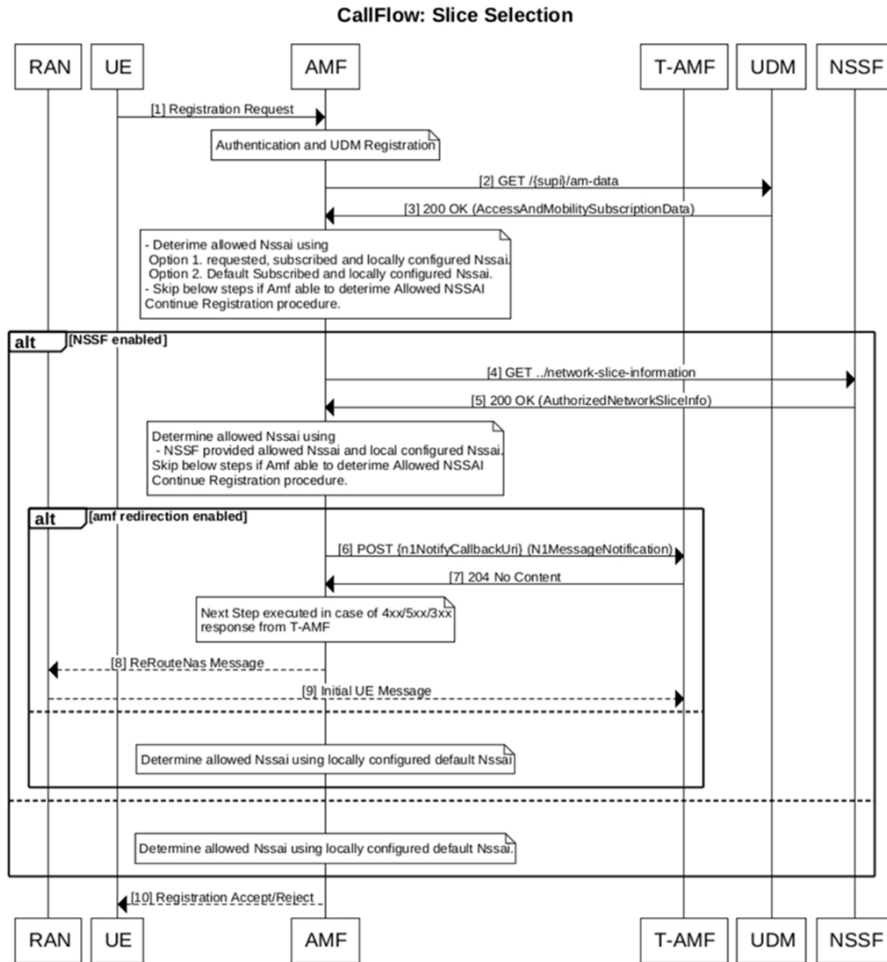 CallFlow: Slice Selection
RAN UE AMF T-AMF UDM NSSF
[1] Registration Request
Authentication and UDM Registration
[2] GET /{supi}/am-data
[3] 200 OK (AccessAndMobilitySubscriptionData)
- Deterime allowed Nssai using
Option 1. requested, subscribed and locally configured Nssai.
Option 2. Default Subscribed and locally configured Nssai.
- Skip below steps if Amf able to deterime Allowed NSSAI
Continue Registration procedure.
alt [NSSF enabled]
[4] GET ../network-slice-information
[5] 200 OK (AuthorizedNetworkSliceInfo)
Determine allowed Nssai using
- NSSF provided allowed Nssai and local configured Nssai.
Skip below steps if Amf able to deterime Allowed NSSAI
Continue Registration procedure.
alt [amf redirection enabled]
[6] POST {n1NotifyCallbackUri} (N1MessageNotification)
[7] 204 No Content
Next Step executed in case of 4xx/5xx/3xx
response from T-AMF
[8] ReRouteNas Message
[9] Initial UE Message
Determine allowed Nssai using locally configured default Nssai
Determine allowed Nssai using locally configured default Nssai.
[10] Registration Accept/Reject
RAN UE AMF T-AMF UDM NSSF